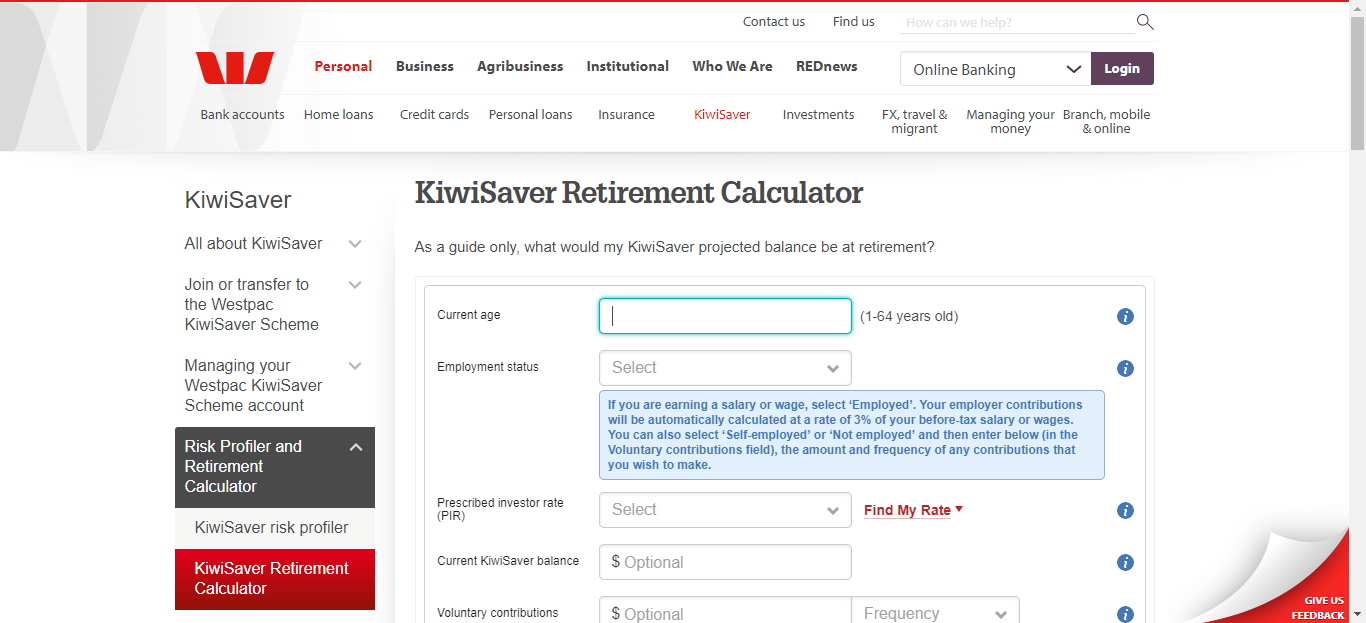 Contact us
Find us
How can we help?
Personal
Business
Agribusiness
Institutional
Who We Are
REDnews
Online Banking
Login
Bank accounts
Home loans
Credit cards
Personal loans
Insurance
KiwiSaver
Investments
FX, travel &
migrant
Managing your
money
Branch, mobile
& online
KiwiSaver
All about KiwiSaver
Join or transfer to
the Westpac
KiwiSaver Scheme
Managing your
Westpac KiwiSaver
Scheme account
Risk Profiler and
Retirement
Calculator
KiwiSaver risk profiler
KiwiSaver Retirement
Calculator
KiwiSaver Retirement Calculator
As a guide only, what would my KiwiSaver projected balance be at retirement?
Current age
(1-64 years old)
Employment status
Select
If you are earning a salary or wage, select ‘Employed’. Your employer contributions
will be automatically calculated at a rate of 3% of your before-tax salary or wages.
You can also select ‘Self-employed’ or ‘Not employed’ and then enter below (in the
Voluntary contributions field), the amount and frequency of any contributions that
you wish to make.
Prescribed investor rate
(PIR)
Select
Find My Rate
Current KiwiSaver balance
$ Optional
Voluntary contributions
$ Optional
Frequency
GIVE US
FEEDBACK